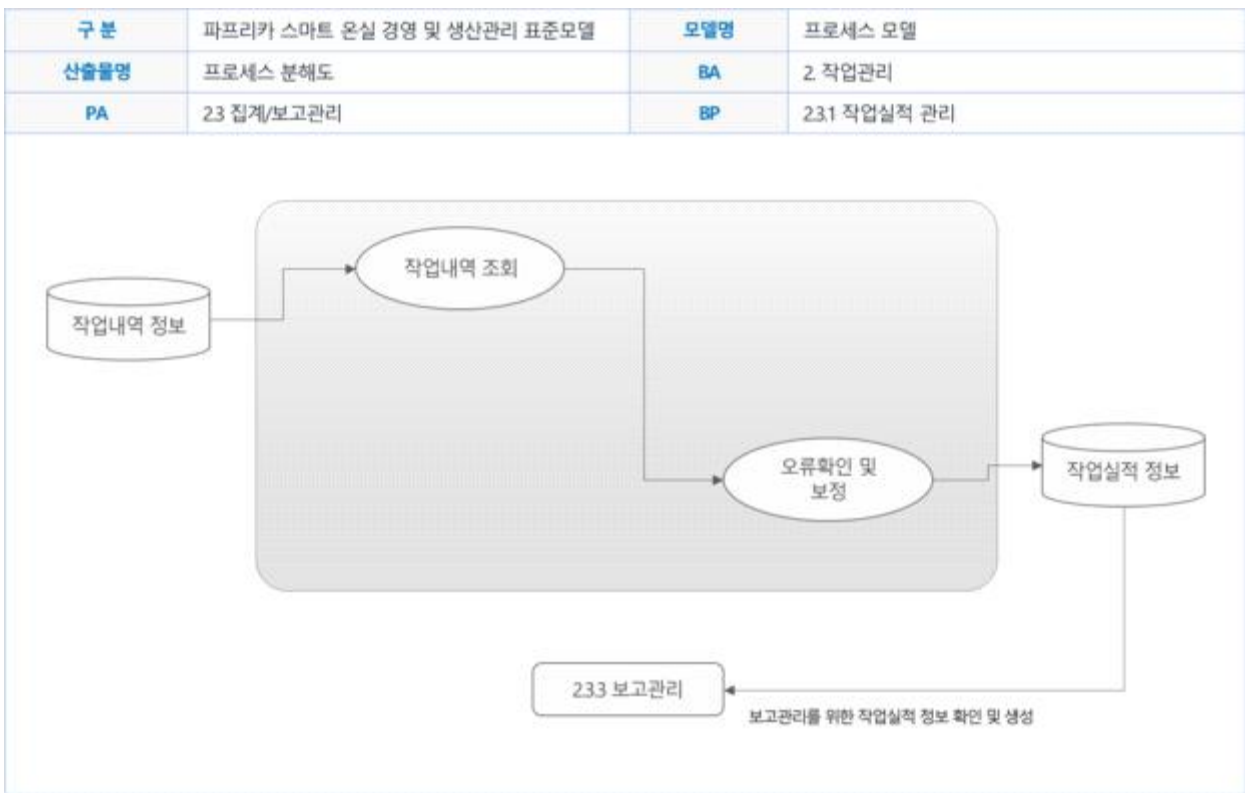 구 분 파프리카 스마트 온실 경영 및 생산관리 표준모델 모델명 프로세스 모델
산출물명 프로세스 분해도 BA 2. 작업관리
PA 2.3 집계/보고관리 BP 2.3.1 작업실적 관리
작업내역 조회
작업내역 정보
오류확인 및
보정
작업실적 정보
2.3.3 보고관리
보고관리를 위한 작업실적 정보 확인 및 생성